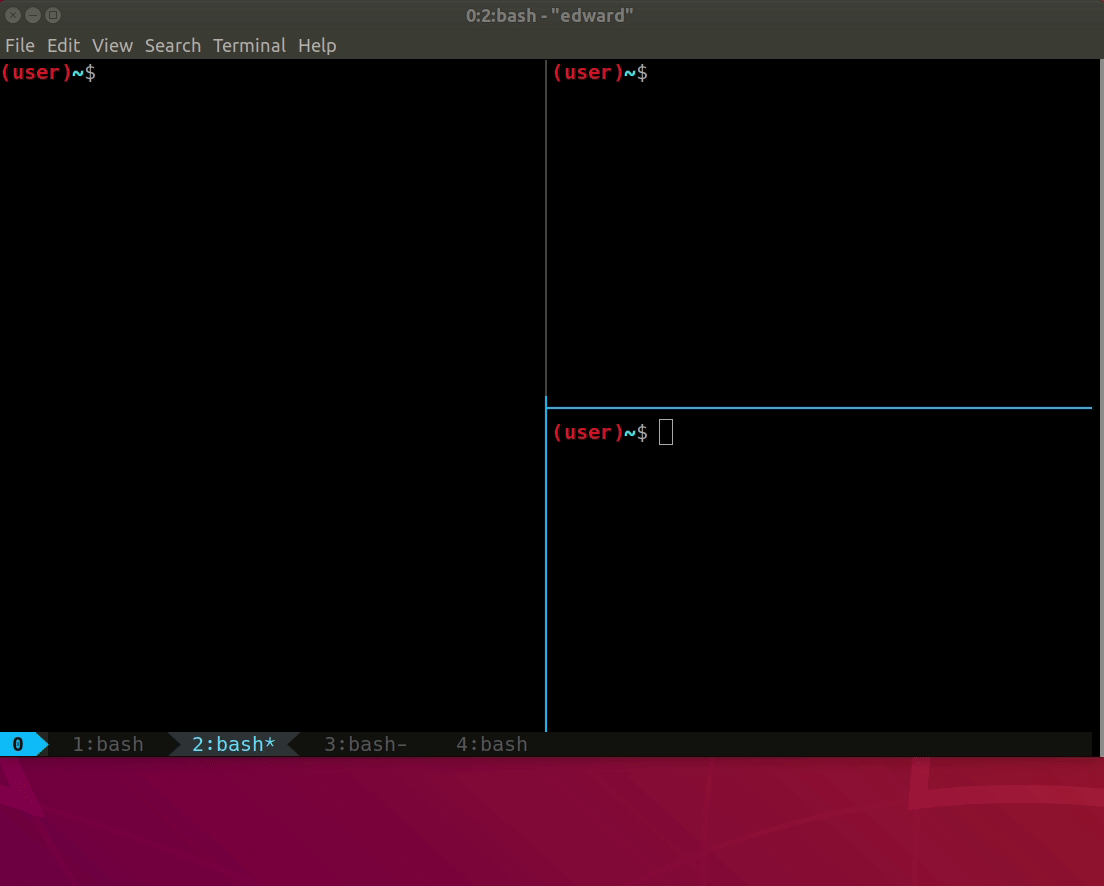 0:2:bash - "edward"
File Edit View Search Terminal Help
(user)~$
(user)~$
(user)~$
0 1:bash 2:bash* 3:bash- 4:bash